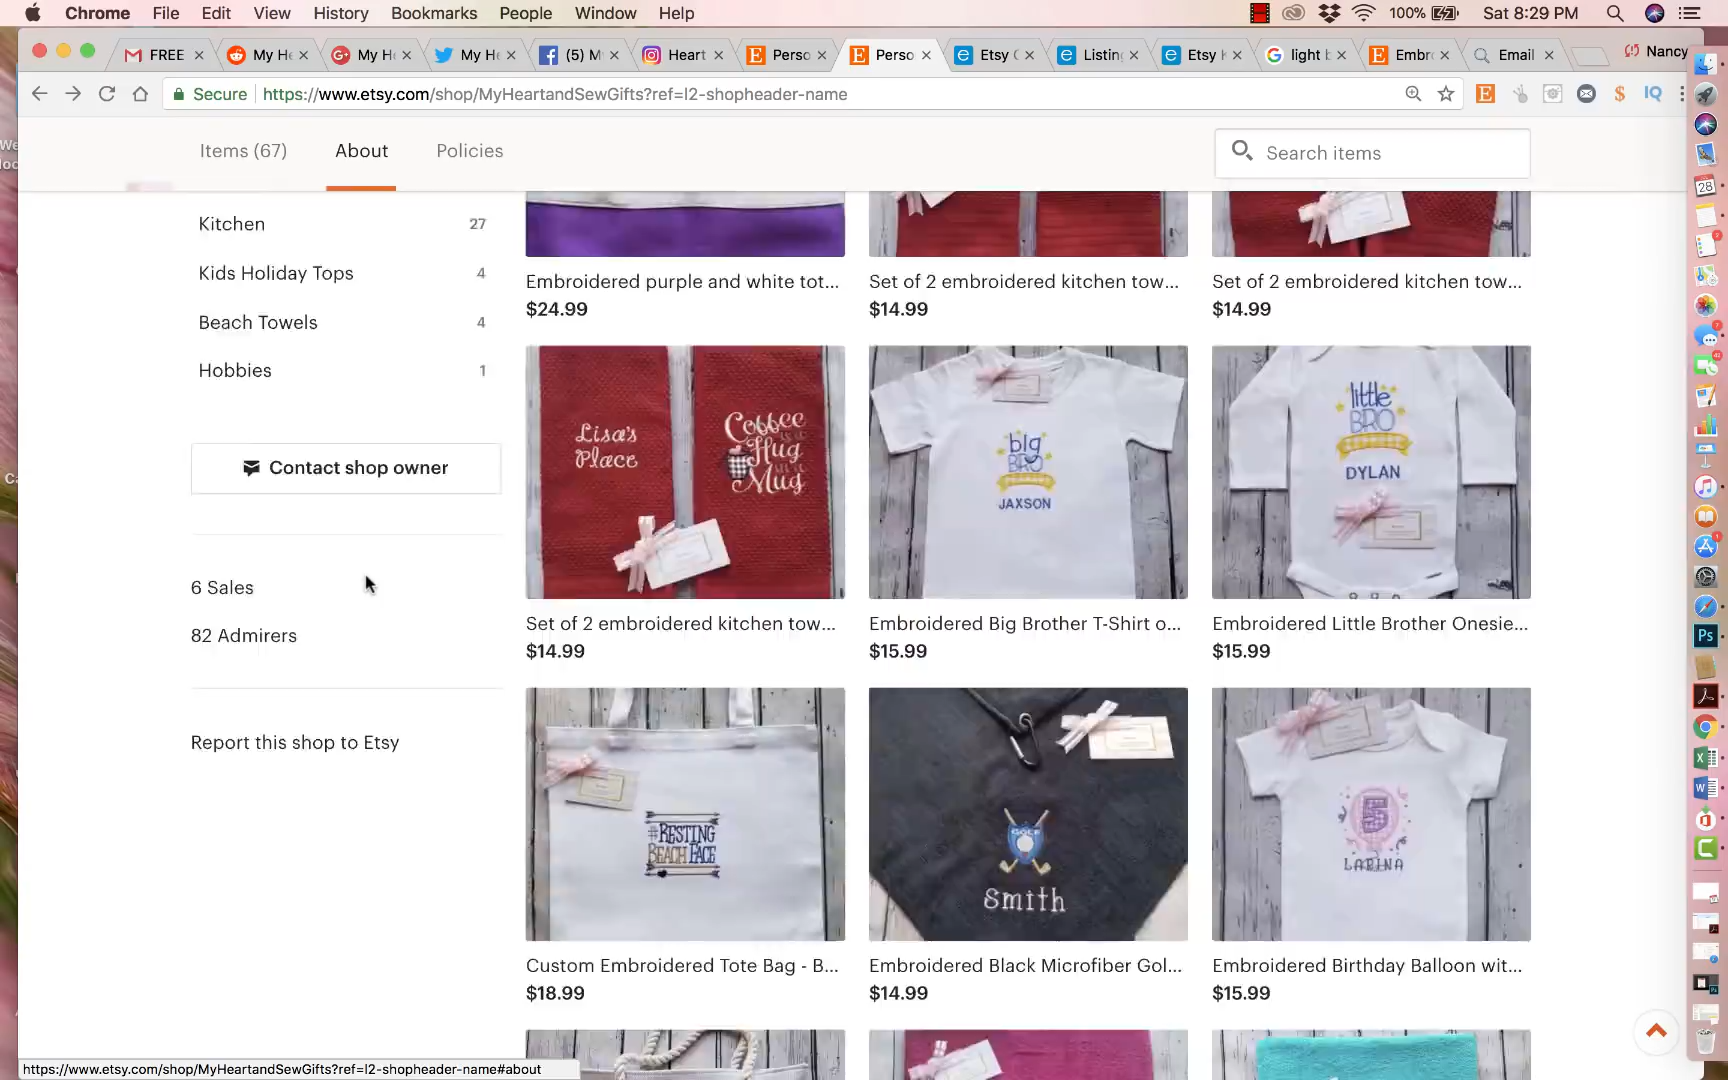 Chrome File Edit View History Bookmarks People Window Help
100% Sat 8:29 PM
FREE
My He
My H
My H
(5) M
Heart
Perso
Perso
Etsy
Listing
Etsy
light b
Embr
Email
Nancy
Secure https://www.etsy.com/shop/MyHeartandSewGifts?ref=l2-shopheader-name
IQ
Items (67) About Policies
Search items
Kitchen 27
Kids Holiday Tops 4
Beach Towels 4
Hobbies 1
Contact shop owner
6 Sales
82 Admirers
Report this shop to Etsy
Embroidered purple and white tot...
$24.99
Set of 2 embroidered kitchen tow...
$14.99
Set of 2 embroidered kitchen tow...
$14.99
Lisa's
Place
Coffee
Hug
Mug
big
BRO
JAXSON
little
BRO
DYLAN
Set of 2 embroidered kitchen tow...
$14.99
Embroidered Big Brother T-Shirt o...
$15.99
Embroidered Little Brother Onesie...
$15.99
#RESTING
BEACH FACE
GOLF
Smith
5
LARINA
Custom Embroidered Tote Bag - B...
$18.99
Embroidered Black Microfiber Gol...
$14.99
Embroidered Birthday Balloon wit...
$15.99
https://www.etsy.com/shop/MyHeartandSewGifts?ref=l2-shopheader-name#about
28
Ps